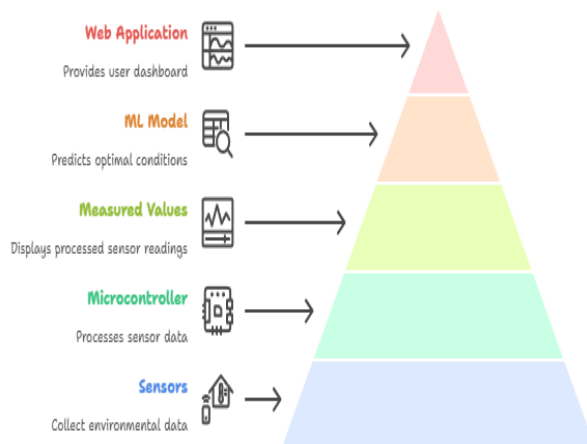 Web Application
Provides user dashboard
ML Model
Predicts optimal conditions
Measured Values
Displays processed sensor readings
Microcontroller
Processes sensor data
Sensors
Collect environmental data